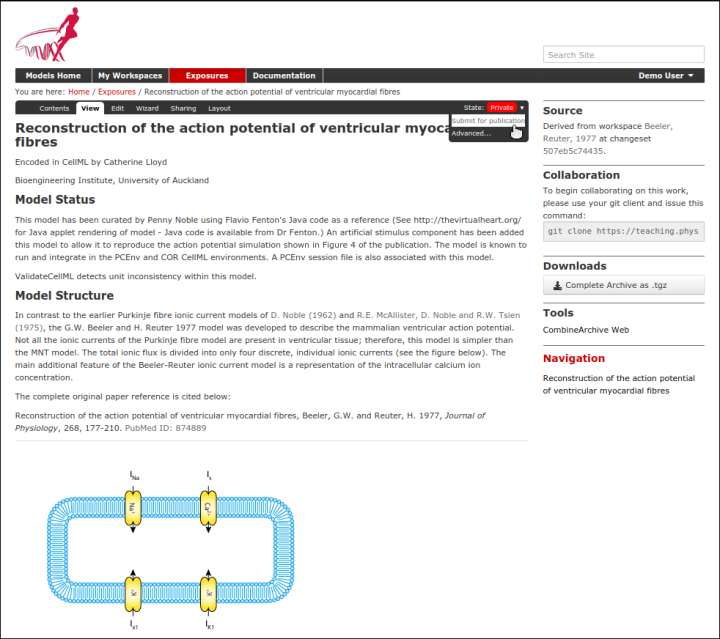 Search Site
Models Home
My Workspaces
Exposures
Documentation
Demo User
You are here: Home / Exposures / Reconstruction of the action potential of ventricular myocardial fibres
Contents
View
Edit
Wizard
Sharing
Layout
State: Private
Submit for publication
Advanced...
Reconstruction of the action potential of ventricular myoca
fibres
Encoded in CellML by Catherine Lloyd
Bioengineering Institute, University of Auckland
Model Status
This model has been curated by Penny Noble using Flavio Fenton's Java code as a reference (See http://thevirtualheart.org/
for Java applet rendering of model - Java code is available from Dr Fenton.) An artificial stimulus component has been added
this model to allow it to reproduce the action potential simulation shown in Figure 4 of the publication. The model is known to
run and integrate in the PCEnv and COR CellML environments. A PCEnv session file is also associated with this model.
ValidateCellML detects unit inconsistency within this model.
Model Structure
In contrast to the earlier Purkinje fibre ionic current models of D. Noble (1962) and R.E. McAllister, D. Noble and R.W. Tsien
(1975), the G.W. Beeler and H. Reuter 1977 model was developed to describe the mammalian ventricular action potential.
Not all the ionic currents of the Purkinje fibre model are present in ventricular tissue; therefore, this model is simpler than
the MNT model. The total ionic flux is divided into only four discrete, individual ionic currents (see the figure below). The
main additional feature of the Beeler-Reuter ionic current model is a representation of the intracellular calcium ion
concentration.
The complete original paper reference is cited below:
Reconstruction of the action potential of ventricular myocardial fibres, Beeler, G.W. and Reuter, H. 1977, Journal of
Physiology, 268, 177-210. PubMed ID: 874889
Source
Derived from workspace Beeler,
Reuter, 1977 at changeset
507eb5c74435.
Collaboration
To begin collaborating on this work,
please use your git client and issue this
command:
git clone https://teaching.phys
Downloads
Complete Archive as .tgz
Tools
CombineArchive Web
Navigation
Reconstruction of the action potential
of ventricular myocardial fibres
INa
Is
Na+
Ca2+
K+
K+
Ix1
IK1